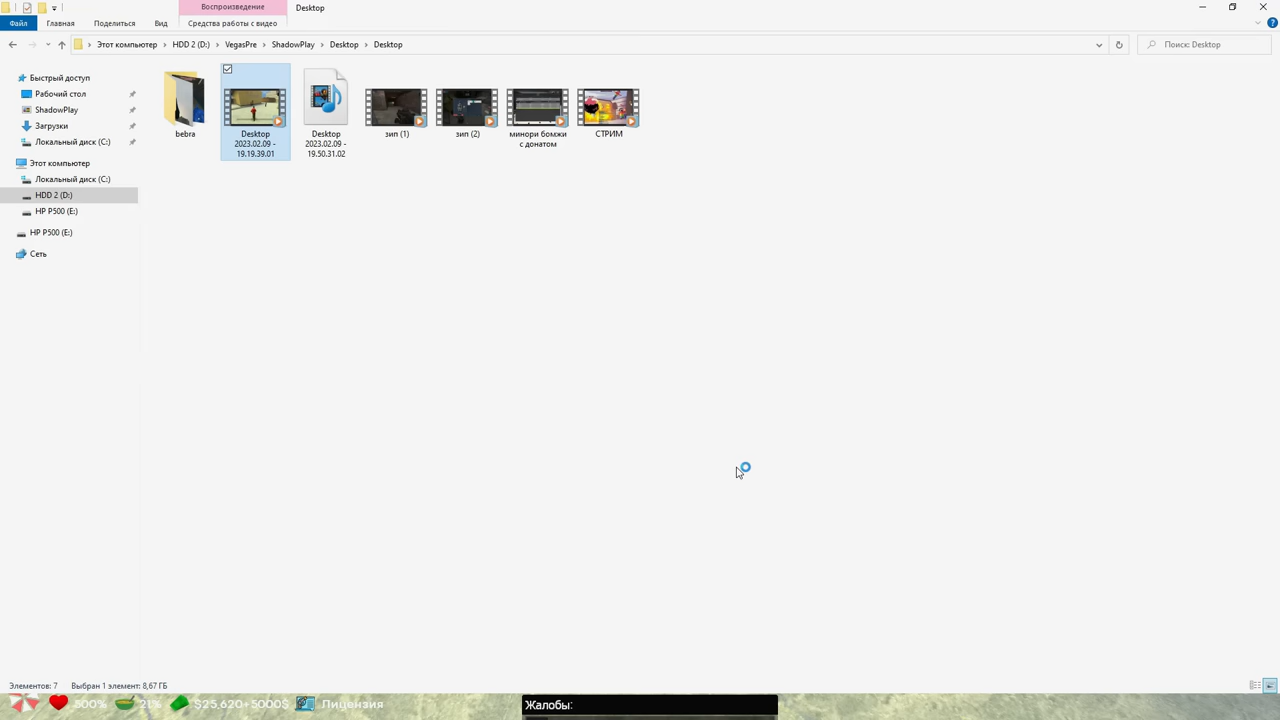 Воспроизведение
Desktop
Файл
Главная
Поделиться
Вид
Средства работы с видео
Этот компьютер
HDD 2 (D:)
VegasPre
ShadowPlay
Desktop
Desktop
Поиск: Desktop
Быстрый доступ
Рабочий стол
ShadowPlay
Загрузки
Локальный диск (C:)
Этот компьютер
Локальный диск (C:)
HDD 2 (D:)
HP P500 (E:)
HP P500 (E:)
Сеть
bebra
Desktop
2023.02.09 -
19.19.39.01
Desktop
2023.02.09 -
19.50.31.02
зип (1)
зип (2)
минори бомжи
с донатом
СТРИМ
Элементов: 7
Выбран 1 элемент: 8,67 ГБ
500%
21%
$25,620+5000$
Лицензия
Жалобы: